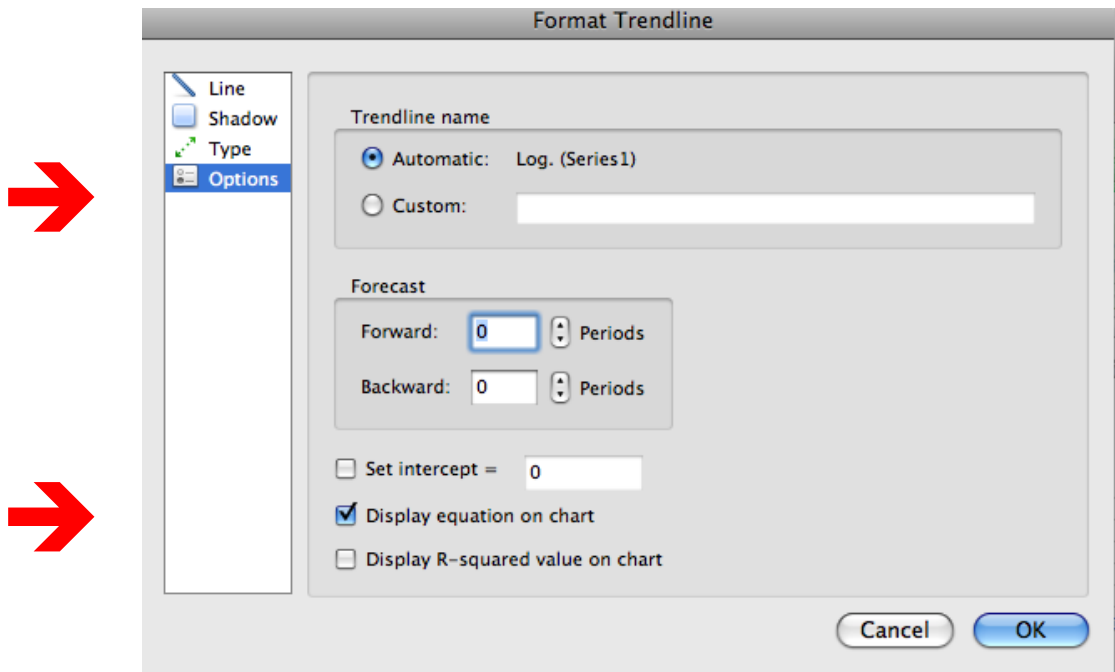 Format Trendline
Line
Shadow
Type
Options
Trendline name
Automatic: Log. (Series1)
Custom:
Forecast
Forward: 0 Periods
Backward: 0 Periods
Set intercept = 0
Display equation on chart
Display R-squared value on chart
Cancel OK